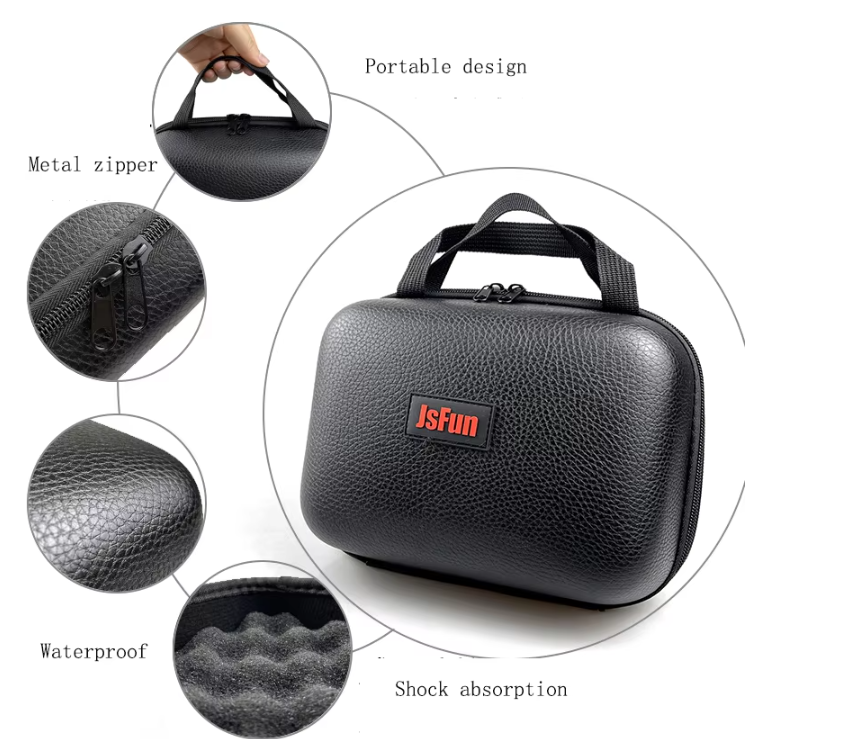 Portable design
Metal zipper
JsFun
Waterproof
Shock absorption